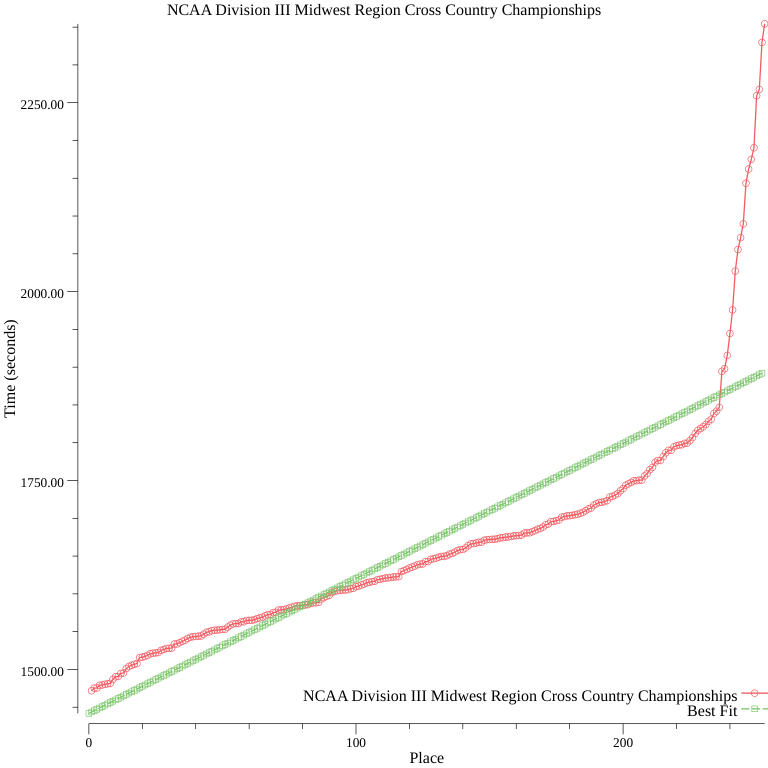 NCAA Division III Midwest Region Cross Country Championships
2250.00
2000.00
1750.00
1500.00
Time (seconds)
NCAA Division III Midwest Region Cross Country Championships
Best Fit
0
100
200
Place